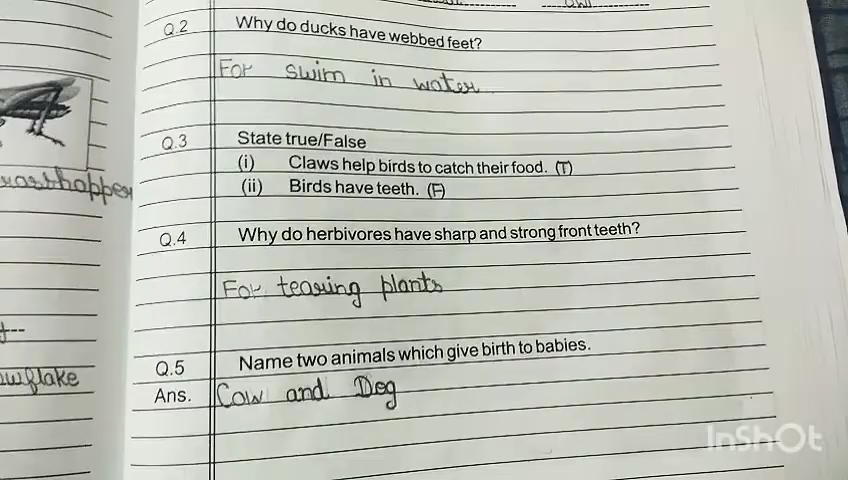 Q.2 Why do ducks have webbed feet?
For swim in water
Q.3 State true/False
(i) Claws help birds to catch their food. (T)
(ii) Birds have teeth. (F)
Q.4 Why do herbivores have sharp and strong front teeth?
For tearing plants
Q.5 Name two animals which give birth to babies.
Ans. Cow and Dog
InShOt